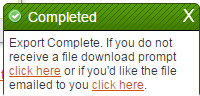 Completed X
Export Complete. If you do not
receive a file download prompt
click here or if you'd like the file
emailed to you click here.